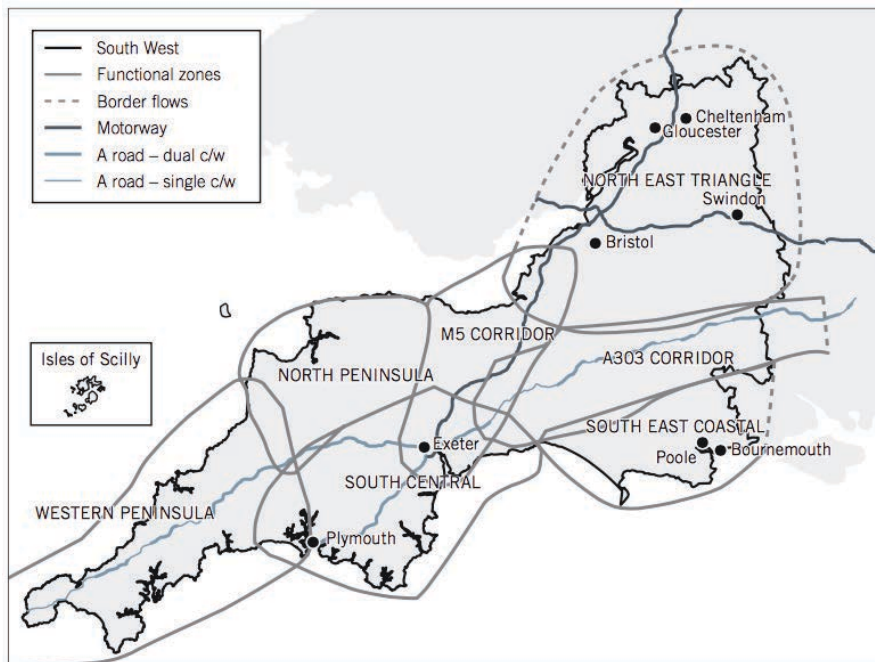 South West
Functional zones
Border flows
Motorway
A road – dual c/w
A road – single c/w
Cheltenham
Gloucester
NORTH EAST TRIANGLE
Swindon
Bristol
M5 CORRIDOR
A303 CORRIDOR
Isles of Scilly
NORTH PENINSULA
SOUTH EAST COASTAL
Exeter
Poole
Bournemouth
SOUTH CENTRAL
WESTERN PENINSULA
Plymouth